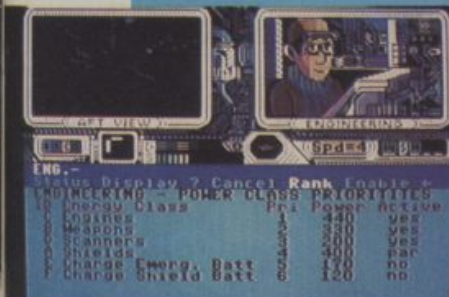 AFT VIEW
ENGINEERING
Spd=4
ENG.-
Status Display ? Cancel Rank Enable
ENGINEERING - POWER CLASS PRIORITIES
Energy Class Pri Power Active
Engines 1 440 yes
Weapons 2 yes
Scanners 3 200 yes
Shields 4 400 par
Charge Emerg. Batt 5 120 no
Charge Shield Batt 6 120 no